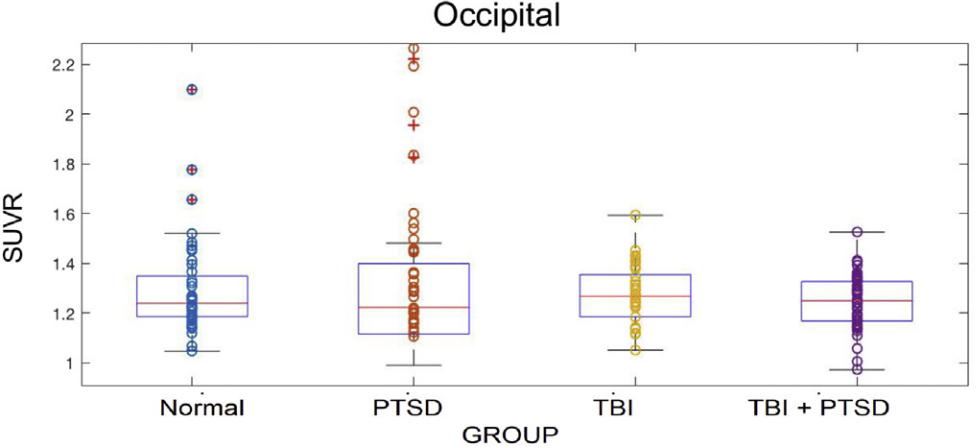 Occipital
2.2
2
1.8
1.6
1.4
1.2
1
SUVR
Normal PTSD TBI TBI + PTSD
GROUP